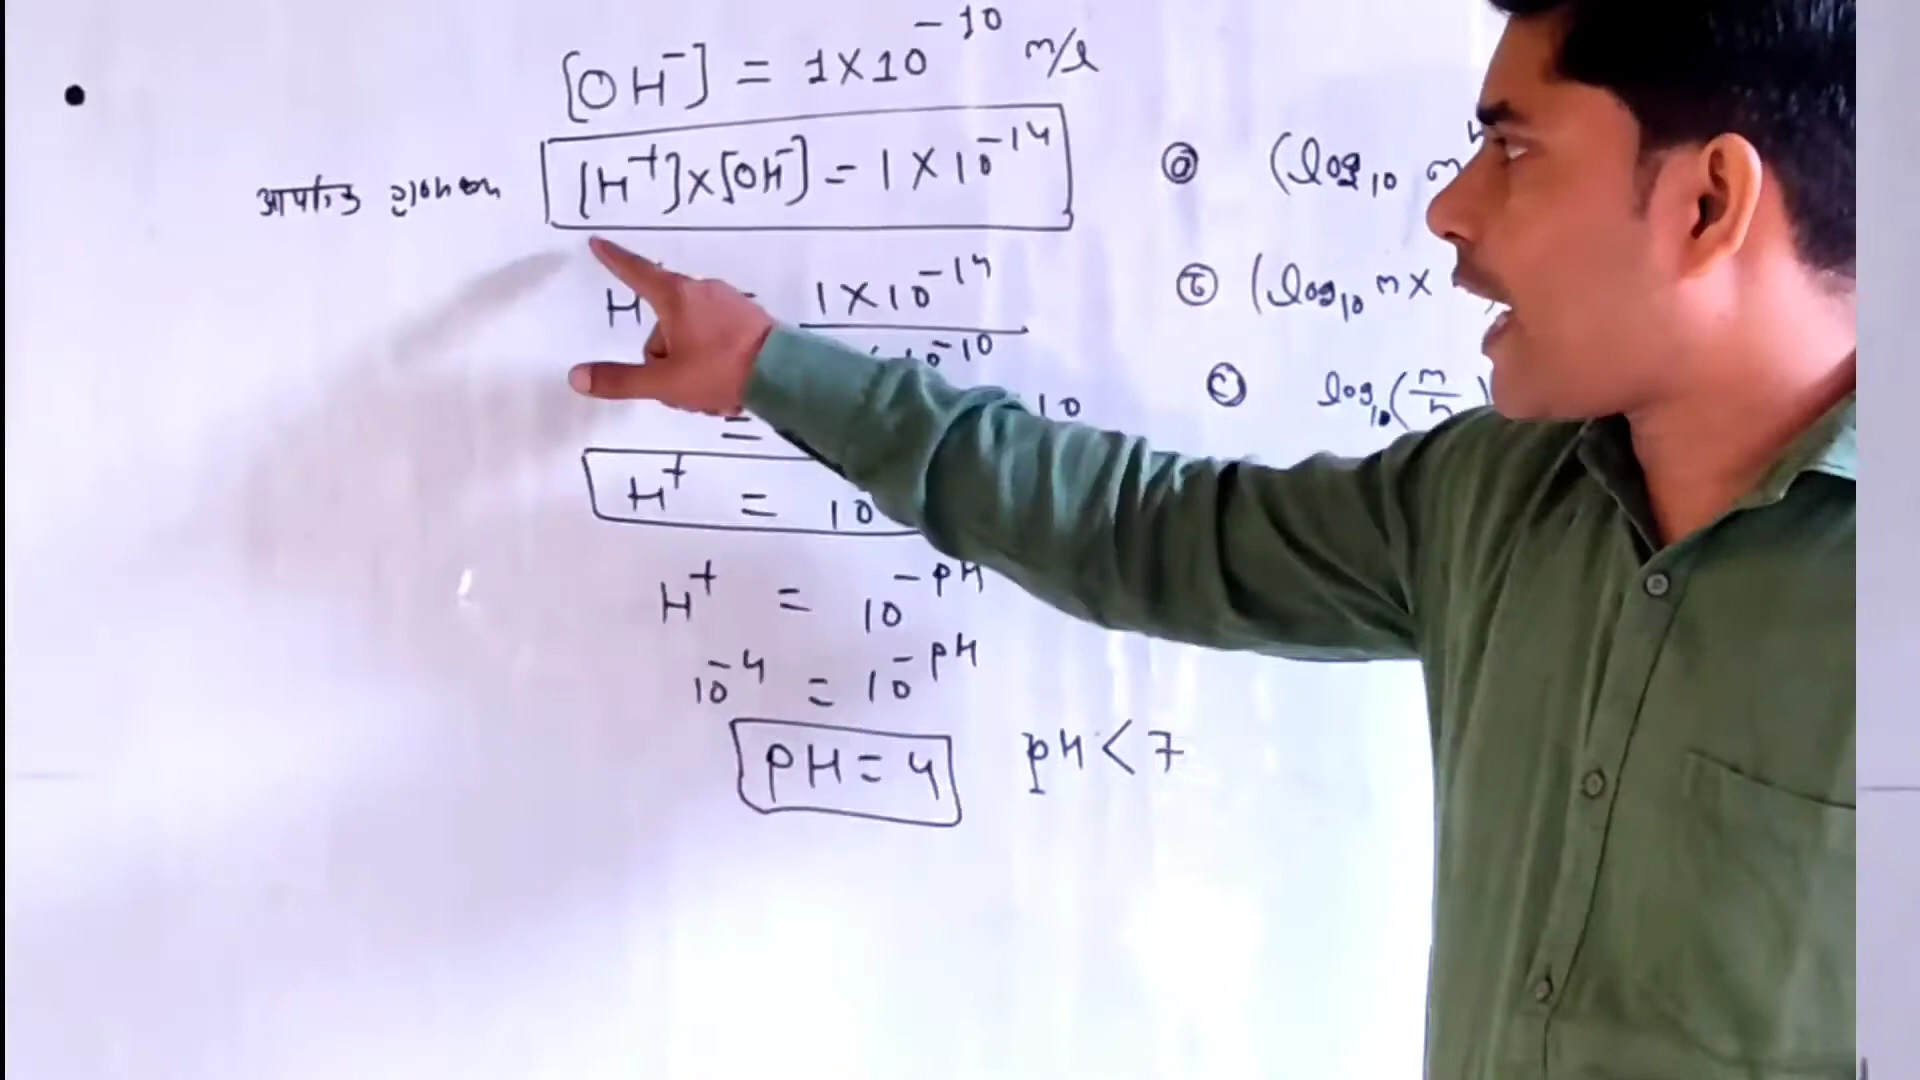 [OH⁻] = 1×10⁻¹⁰ m/l
[H⁺]×[OH⁻] = 1×10⁻¹⁴
H = 1×10⁻¹⁴
10⁻¹⁰
= 10
H⁺ = 10
H⁺ = 10^-PH
10⁻⁴ = 10^-PH
PH = 4 PH < 7
ⓐ (log₁₀ m
ⓑ (log₁₀ m×
ⓒ log₁₀(m/n)